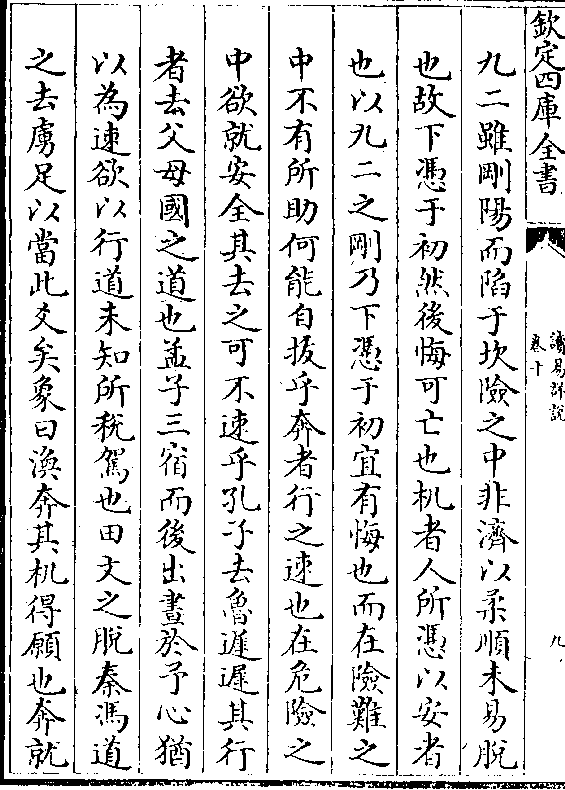 欽定四庫全書
讀易詳說
卷十
九
九二雖剛陽而陷于坎險之中非濟以柔順未易脫
也故下憑于初然後悔可亡也机者人所憑以安者
也以九二之剛乃下憑于初宜有悔也而在險難之
中不有所助何能自拔乎奔者行之速也在危險之
中欲就安全其去之可不速乎孔子去魯遲遲其行
者去父母國之道也孟子三宿而後出晝於予心猶
以為速欲以行道未知所稅駕也田文之脫秦馮道
之去虜足以當此爻矣象曰渙奔其机得願也奔就